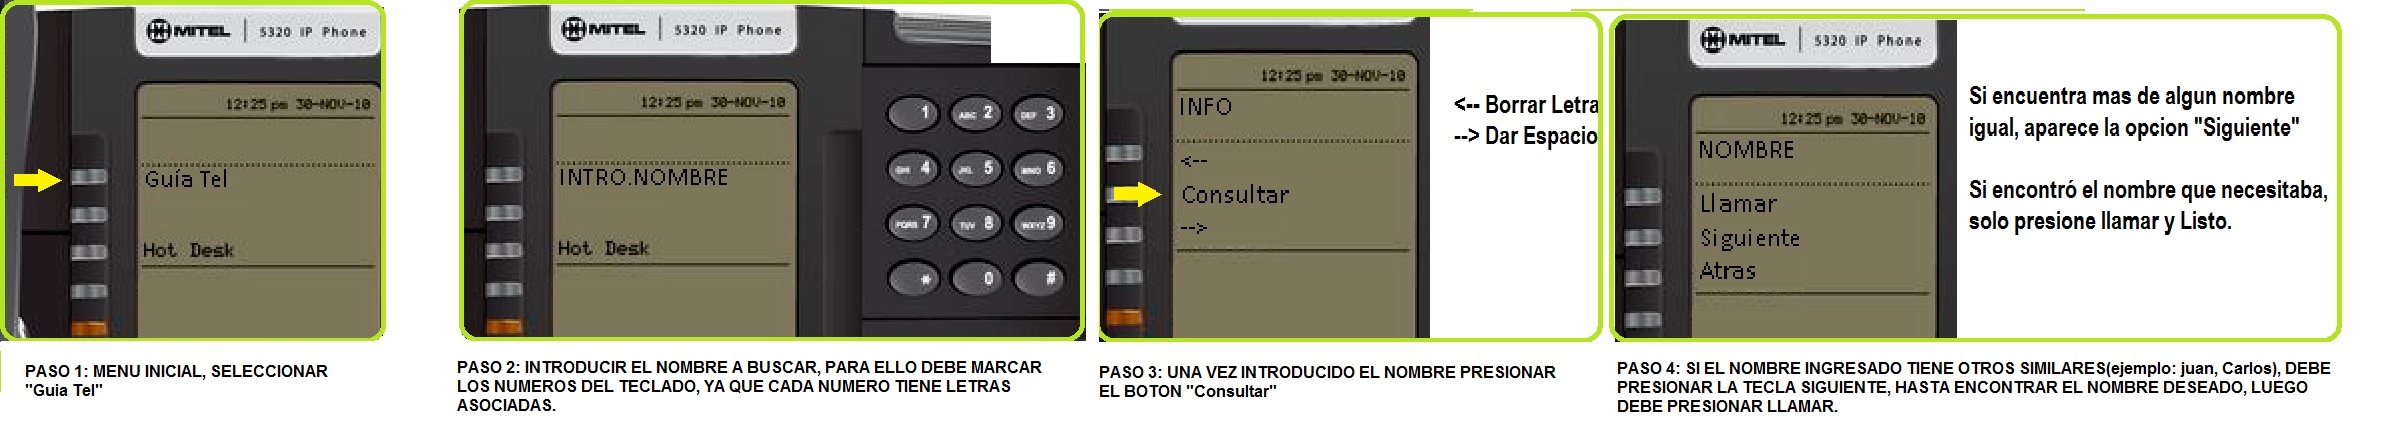 MITEL | 5320 IP Phone
12:25 pm 30-NOV-10
Guía Tel
Hot Desk
PASO 1: MENU INICIAL, SELECCIONAR
"Guia Tel"
MITEL | 5320 IP Phone
12:25 pm 30-NOV-10
INTRO.NOMBRE
Hot Desk
1 ABC 2 DEF 3
GHI 4 JKL 5 MNO 6
PQRS 7 TUV 8 WXYZ 9
* 0 #
PASO 2: INTRODUCIR EL NOMBRE A BUSCAR, PARA ELLO DEBE MARCAR
LOS NUMEROS DEL TECLADO, YA QUE CADA NUMERO TIENE LETRAS
ASOCIADAS.
12:25 pm 30-NOV-10
INFO
<--
Consultar
-->
<-- Borrar Letra
--> Dar Espacio
PASO 3: UNA VEZ INTRODUCIDO EL NOMBRE PRESIONAR
EL BOTON "Consultar"
MITEL | 5320 IP Phone
12:25 pm 30-NOV-10
NOMBRE
Llamar
Siguiente
Atras
Si encuentra mas de algun nombre
igual, aparece la opcion "Siguiente"
Si encontró el nombre que necesitaba,
solo presione llamar y Listo.
PASO 4: SI EL NOMBRE INGRESADO TIENE OTROS SIMILARES(ejemplo: juan, Carlos), DEBE
PRESIONAR LA TECLA SIGUIENTE, HASTA ENCONTRAR EL NOMBRE DESEADO, LUEGO
DEBE PRESIONAR LLAMAR.